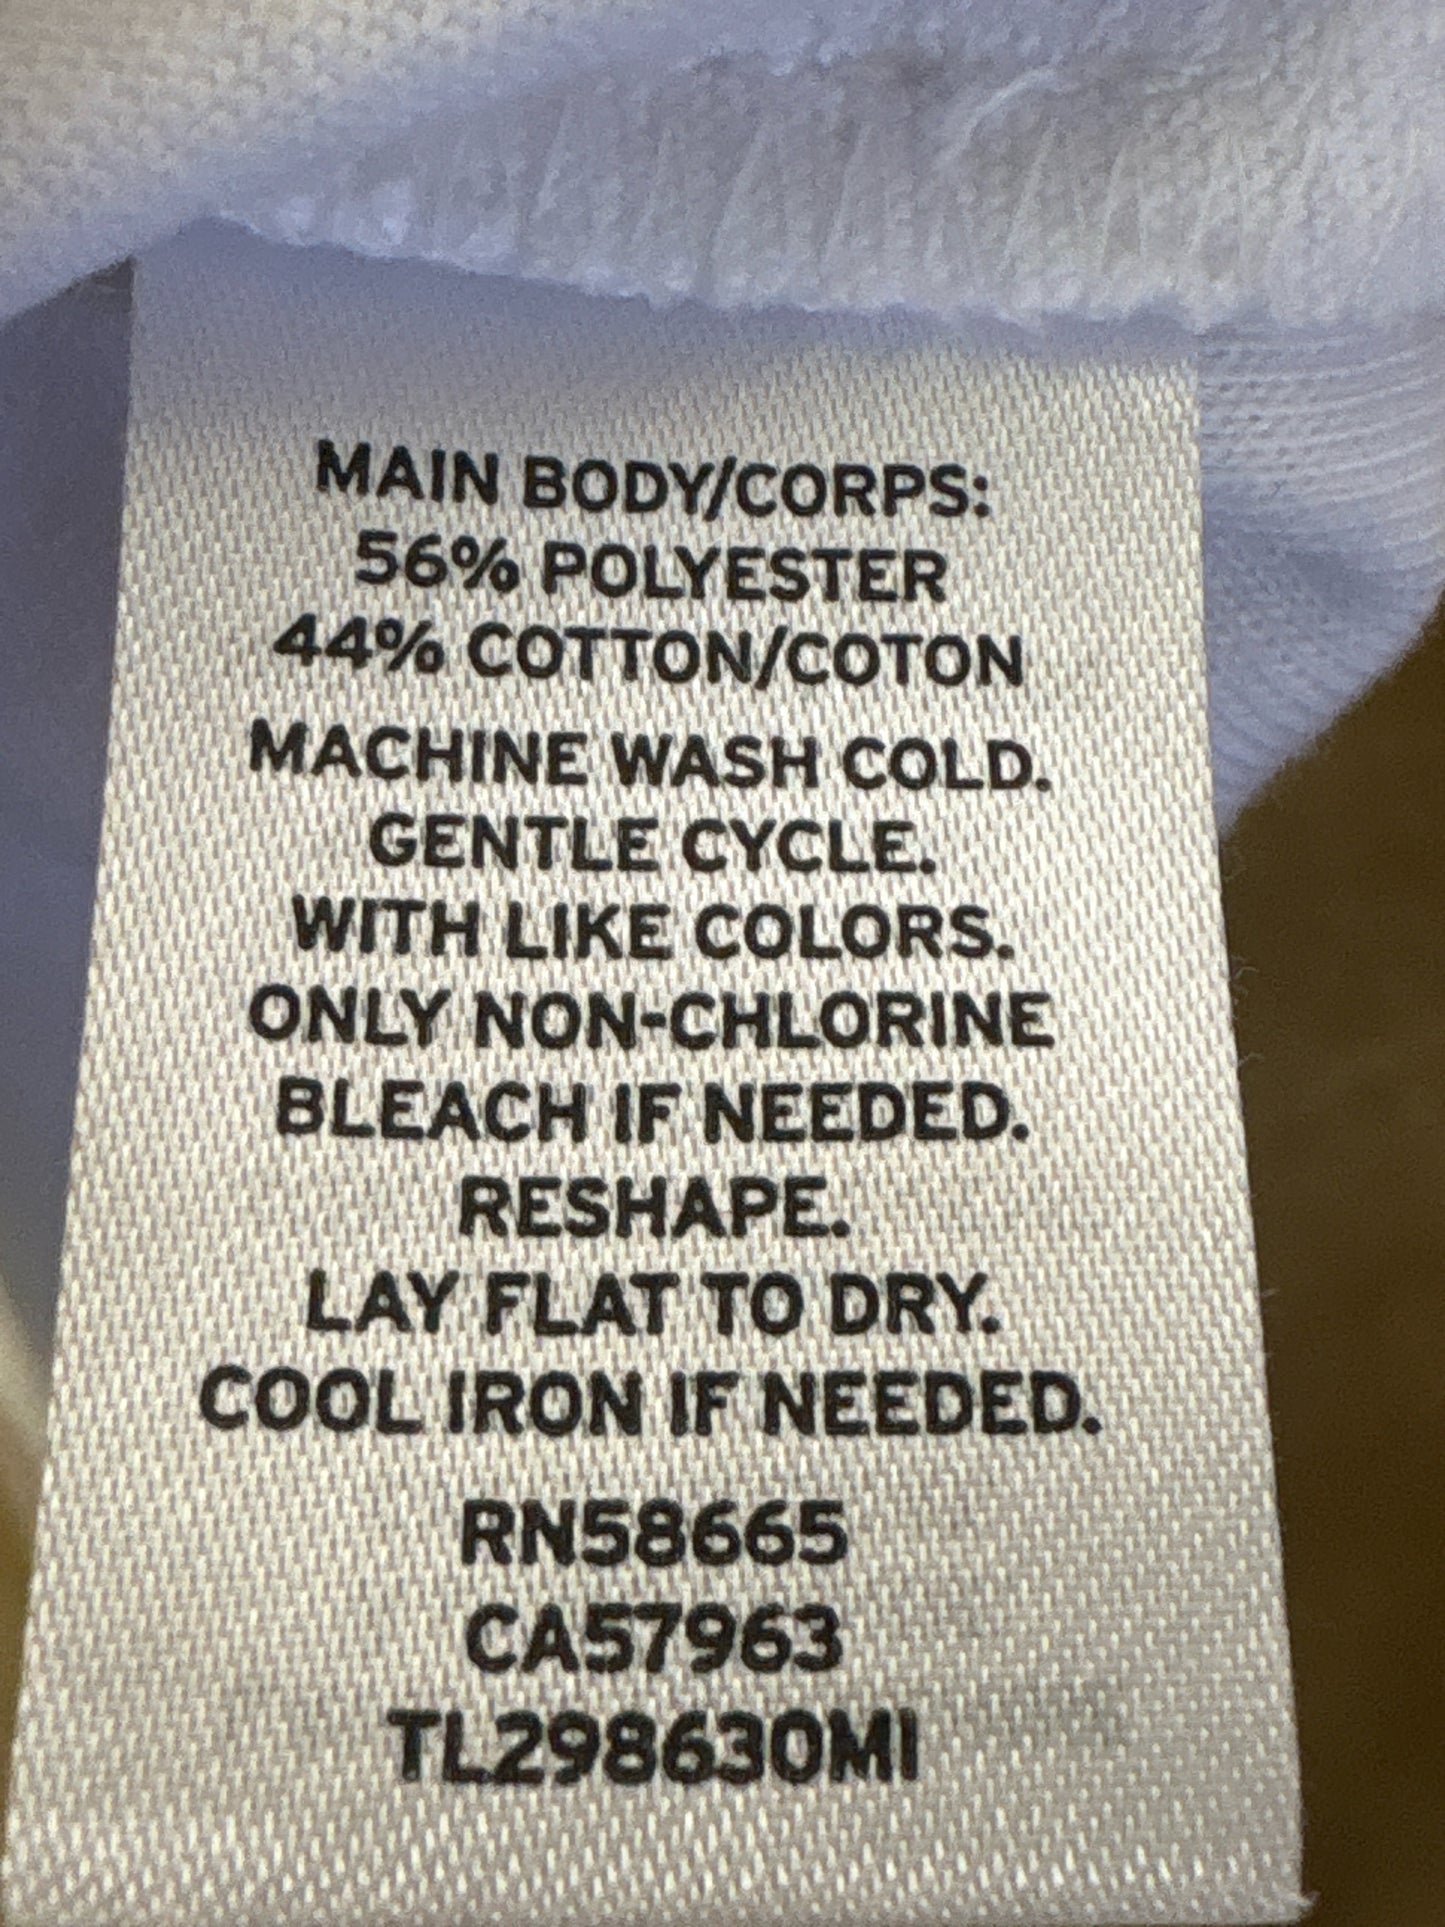 MAIN BODY/CORPS:
56% POLYESTER
44% COTTON/COTON
MACHINE WASH COLD.
GENTLE CYCLE.
WITH LIKE COLORS.
ONLY NON-CHLORINE
BLEACH IF NEEDED.
RESHAPE.
LAY FLAT TO DRY.
COOL IRON IF NEEDED.
RN58665
CA57963
TL298630MI